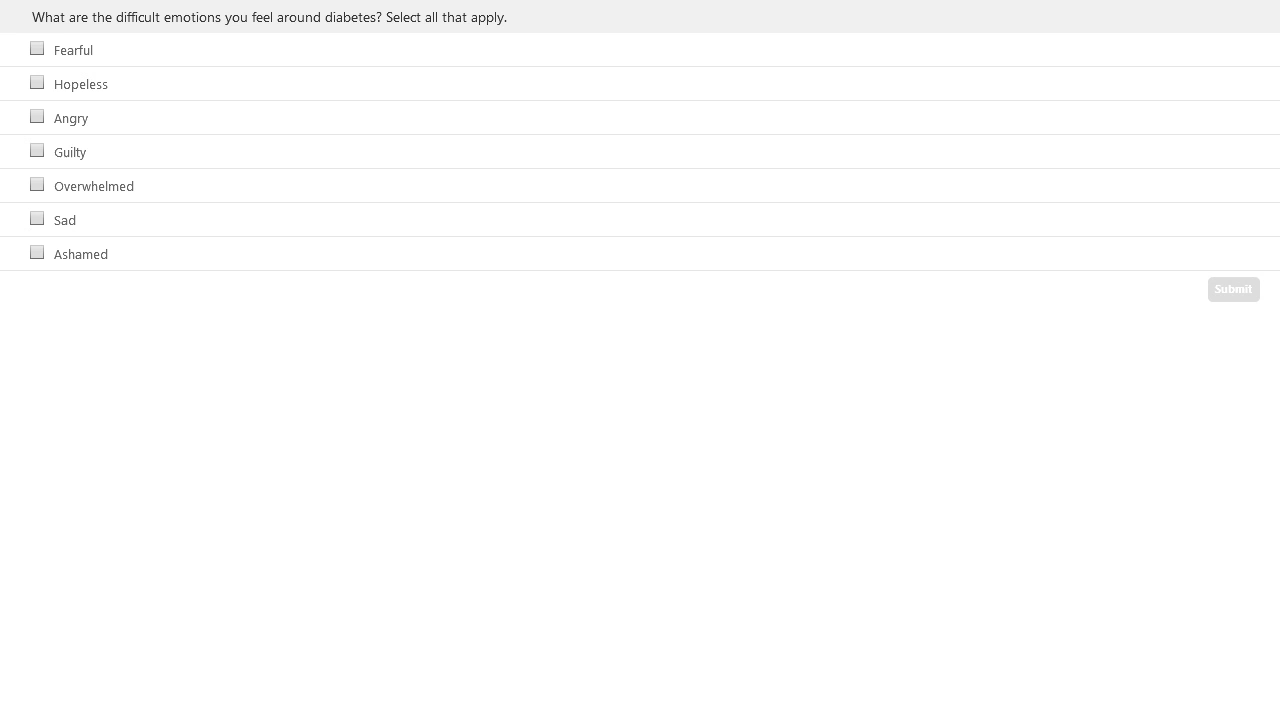 What are the difficult emotions you feel around diabetes? Select all that apply.
Fearful
Hopeless
Angry
Guilty
Overwhelmed
Sad
Ashamed
Submit